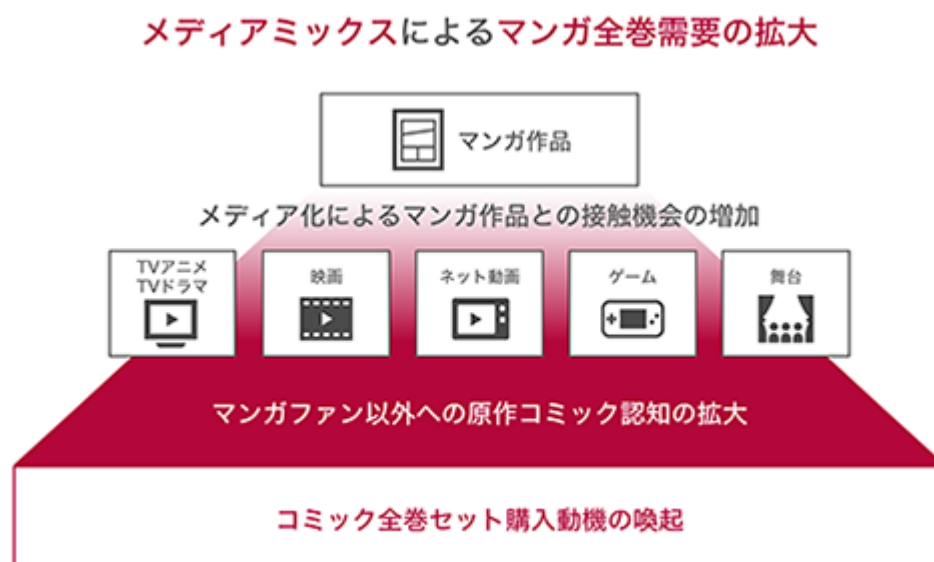 メディアミックスによるマンガ全巻需要の拡大
マンガ作品
メディア化によるマンガ作品との接触機会の増加
TVアニメ
TVドラマ
映画
ネット動画
ゲーム
舞台
マンガファン以外への原作コミック認知の拡大
コミック全巻セット購入動機の喚起